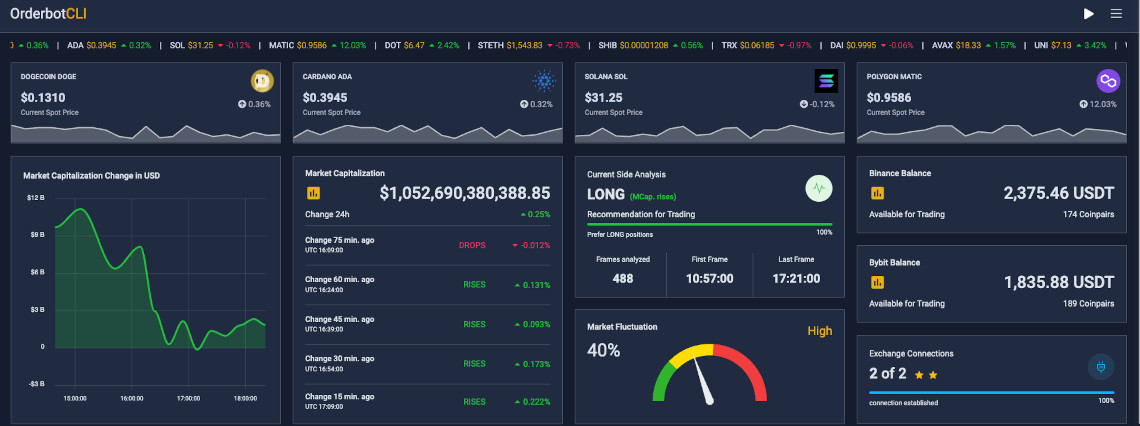 OrderbotCLI
0.36% | ADA $0.3945 0.32% | SOL $31.25 -0.12% | MATIC $0.9586 12.03% | DOT $6.47 2.42% | STETH $1,543.83 -0.73% | SHIB $0.00001208 0.56% | TRX $0.06185 -0.97% | DAI $0.9995 -0.06% | AVAX $18.33 1.57% | UNI $7.13 3.42% |
DOGECOIN DOGE
$0.1310
0.36%
Current Spot Price
CARDANO ADA
$0.3945
0.32%
Current Spot Price
SOLANA SOL
$31.25
-0.12%
Current Spot Price
POLYGON MATIC
$0.9586
12.03%
Current Spot Price
Market Capitalization Change in USD
$12 B
$9 B
$6 B
$3 B
0
-$3 B
15:00:00 16:00:00 17:00:00 18:00:00
Market Capitalization
$1,052,690,380,388.85
Change 24h 0.25%
Change 75 min. ago DROPS -0.012%
UTC 16:09:00
Change 60 min. ago RISES 0.131%
UTC 16:24:00
Change 45 min. ago RISES 0.093%
UTC 16:39:00
Change 30 min. ago RISES 0.173%
UTC 16:54:00
Change 15 min. ago RISES 0.222%
UTC 17:09:00
Current Side Analysis
LONG (MCap. rises)
Recommendation for Trading
Prefer LONG positions 100%
Frames analyzed First Frame Last Frame
488 10:57:00 17:21:00
Market Fluctuation High
40%
Binance Balance
2,375.46 USDT
Available for Trading 174 Coinpairs
Bybit Balance
1,835.88 USDT
Available for Trading 189 Coinpairs
Exchange Connections
2 of 2
connection established 100%